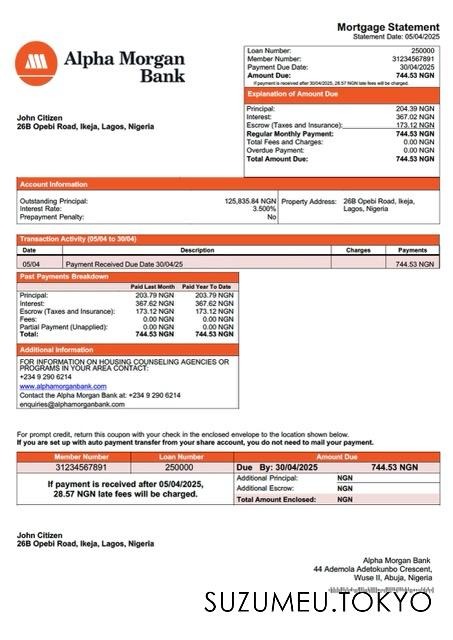 Mortgage Statement
Statement Date: 05/04/2025
Alpha Morgan
Bank
Loan Number: 250000
Member Number: 31234567891
Payment Due Date: 30/04/2025
Amount Due: 744.53 NGN
If payment is received after 30/04/2025, 28.57 NGN late fees will be charged.
Explanation of Amount Due
Principal: 204.39 NGN
Interest: 367.02 NGN
Escrow (Taxes and Insurance): 173.12 NGN
Regular Monthly Payment: 744.53 NGN
Total Fees and Charges: 0.00 NGN
Overdue Payment: 0.00 NGN
Total Amount Due: 744.53 NGN
John Citizen
26B Opebi Road, Ikeja, Lagos, Nigeria
Account Information
Outstanding Principal: 125,835.84 NGN
Interest Rate: 3.500%
Prepayment Penalty: No
Property Address: 26B Opebi Road, Ikeja,
Lagos, Nigeria
Transaction Activity (05/04 to 30/04)
Date Description Charges Payments
05/04 Payment Received Due Date 30/04/25 744.53 NGN
Past Payments Breakdown
Paid Last Month Paid Year To Date
Principal: 203.79 NGN 203.79 NGN
Interest: 367.62 NGN 367.62 NGN
Escrow (Taxes and Insurance): 173.12 NGN 173.12 NGN
Fees: 0.00 NGN 0.00 NGN
Partial Payment (Unapplied): 0.00 NGN 0.00 NGN
Total: 744.53 NGN 744.53 NGN
Additional Information
FOR INFORMATION ON HOUSING COUNSELING AGENCIES OR
PROGRAMS IN YOUR AREA CONTACT:
+234 9 290 6214
www.alphamorganbank.com
Contact the Alpha Morgan Bank at: +234 9 290 6214
enquiries@alphamorganbank.com
For prompt credit, return this coupon with your check in the enclosed envelope to the location shown below.
If you are set up with auto payment transfer from your share account, you do not need to mail your payment.
Member Number Loan Number Amount Due
31234567891 250000 Due By: 30/04/2025 744.53 NGN
If payment is received after 05/04/2025,
28.57 NGN late fees will be charged.
Additional Principal: NGN
Additional Escrow: NGN
Total Amount Enclosed: NGN
John Citizen
26B Opebi Road, Ikeja, Lagos, Nigeria
Alpha Morgan Bank
44 Ademola Adetokunbo Crescent,
Wuse II, Abuja, Nigeria
SUZUMEU.TOKYO